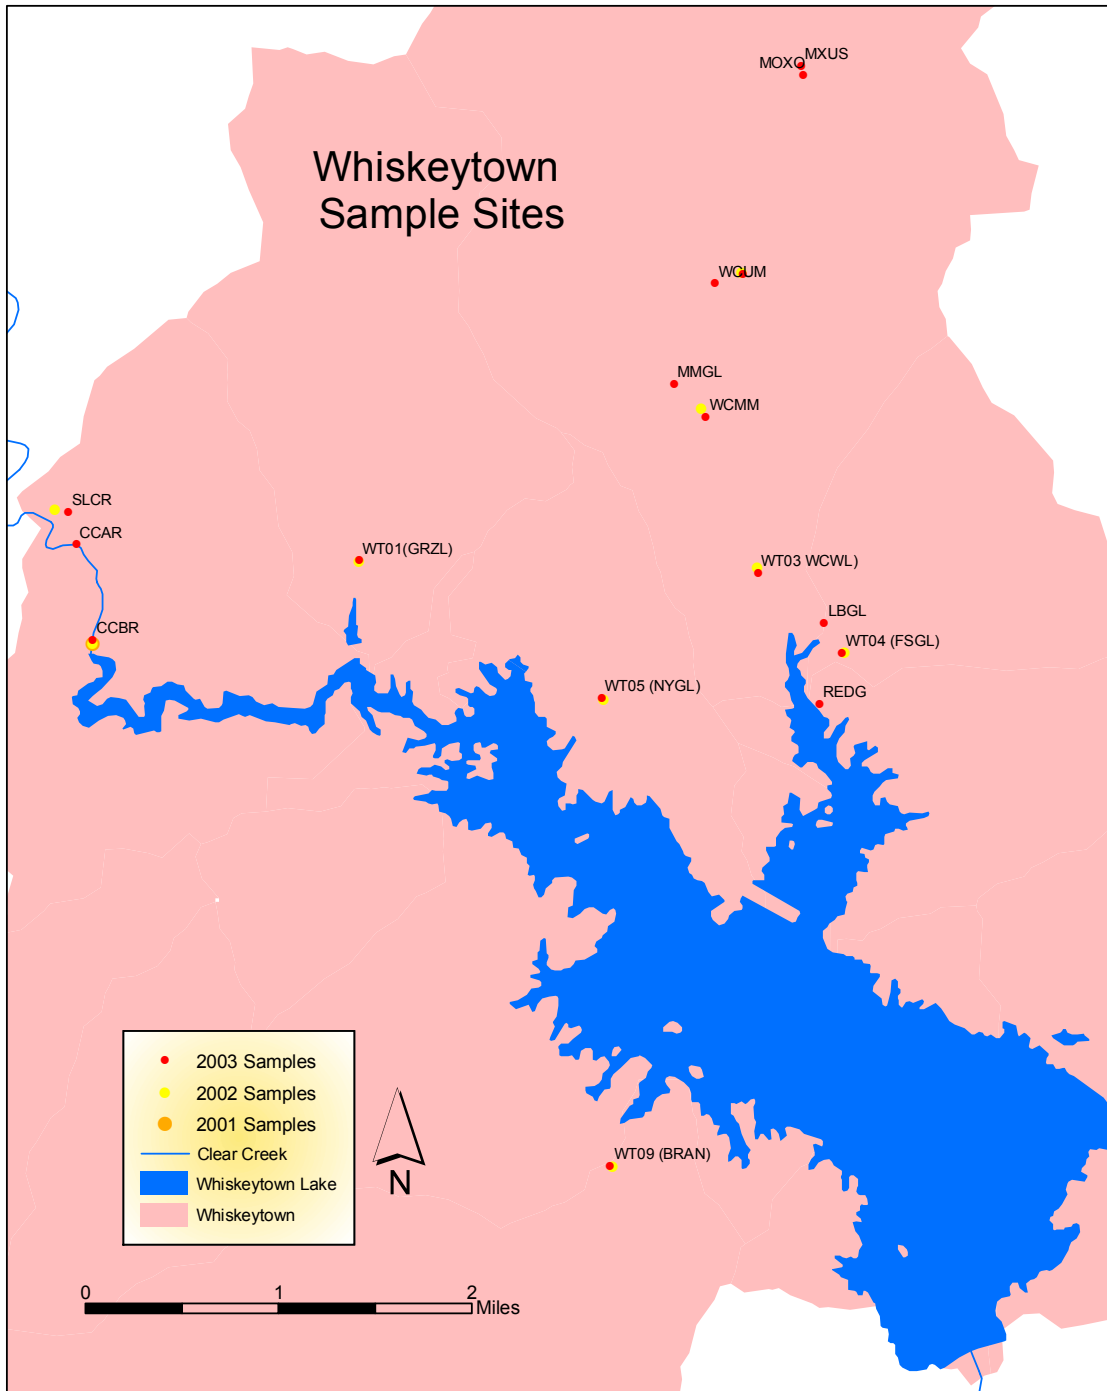 MXUS
MOXO
Whiskeytown
Sample Sites
WCUM
MMGL
WCMM
SLCR
CCAR
WT01(GRZL)
WT03 WCWL)
LBGL
CCBR
WT04 (FSGL)
WT05 (NYGL)
REDG
2003 Samples
2002 Samples
2001 Samples
Clear Creek
Whiskeytown Lake
Whiskeytown
N
WT09 (BRAN)
0 1 2
Miles